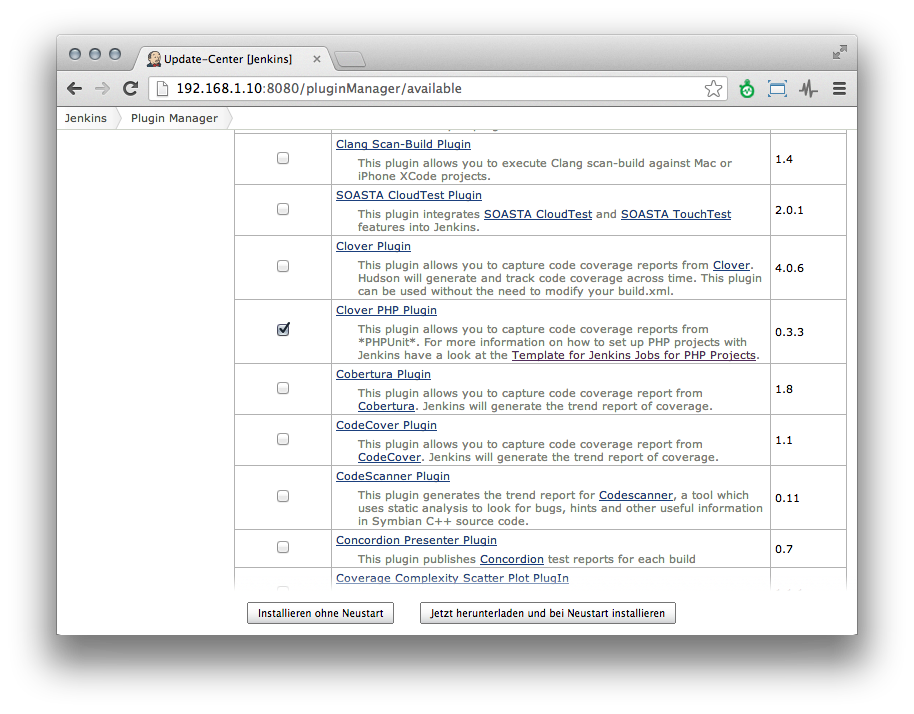 Update-Center [Jenkins]
192.168.1.10:8080/pluginManager/available
Jenkins
Plugin Manager
Clang Scan-Build Plugin
This plugin allows you to execute Clang scan-build against Mac or
iPhone XCode projects.
1.4
SOASTA CloudTest Plugin
This plugin integrates SOASTA CloudTest and SOASTA TouchTest
features into Jenkins.
2.0.1
Clover Plugin
This plugin allows you to capture code coverage reports from Clover.
Hudson will generate and track code coverage across time. This plugin
can be used without the need to modify your build.xml.
4.0.6
Clover PHP Plugin
This plugin allows you to capture code coverage reports from
*PHPUnit*. For more information on how to set up PHP projects with
Jenkins have a look at the Template for Jenkins Jobs for PHP Projects.
0.3.3
Cobertura Plugin
This plugin allows you to capture code coverage report from
Cobertura. Jenkins will generate the trend report of coverage.
1.8
CodeCover Plugin
This plugin allows you to capture code coverage report from
CodeCover. Jenkins will generate the trend report of coverage.
1.1
CodeScanner Plugin
This plugin generates the trend report for Codescanner, a tool which
uses static analysis to look for bugs, hints and other useful information
in Symbian C++ source code.
0.11
Concordion Presenter Plugin
This plugin publishes Concordion test reports for each build
0.7
Coverage Complexity Scatter Plot PlugIn
Installieren ohne Neustart
Jetzt herunterladen und bei Neustart installieren